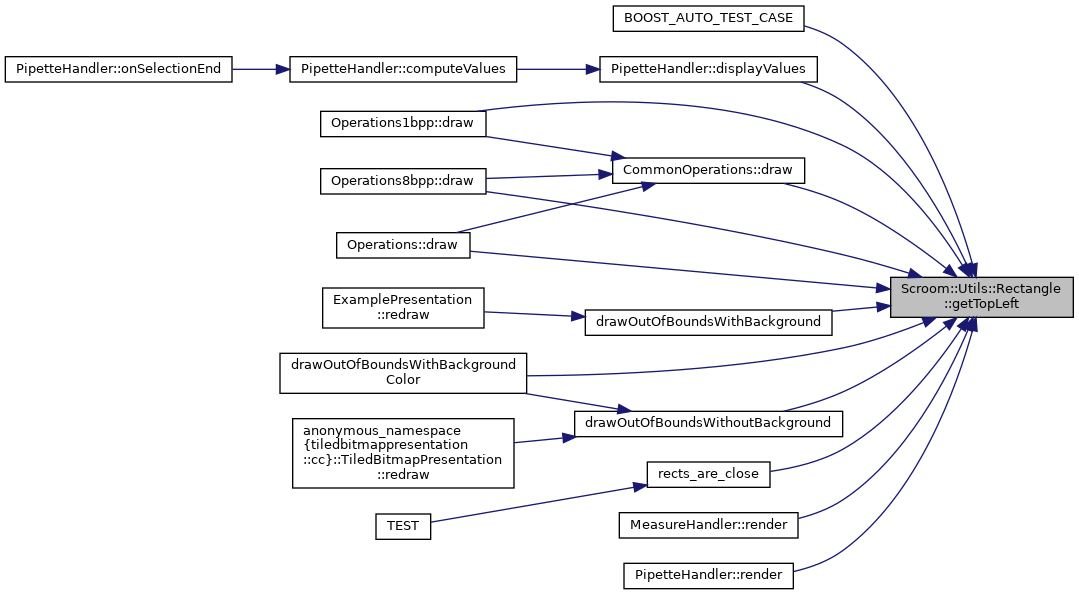 BOOST_AUTO_TEST_CASE
PipetteHandler::onSelectionEnd
PipetteHandler::computeValues
PipetteHandler::displayValues
Operations1bpp::draw
CommonOperations::draw
Operations8bpp::draw
Operations::draw
Scroom::Utils::Rectangle
::getTopLeft
ExamplePresentation
::redraw
drawOutOfBoundsWithBackground
drawOutOfBoundsWithBackground
Color
drawOutOfBoundsWithoutBackground
anonymous_namespace
{tiledbitmappresentation
::cc}::TiledBitmapPresentation
::redraw
rects_are_close
TEST
MeasureHandler::render
PipetteHandler::render